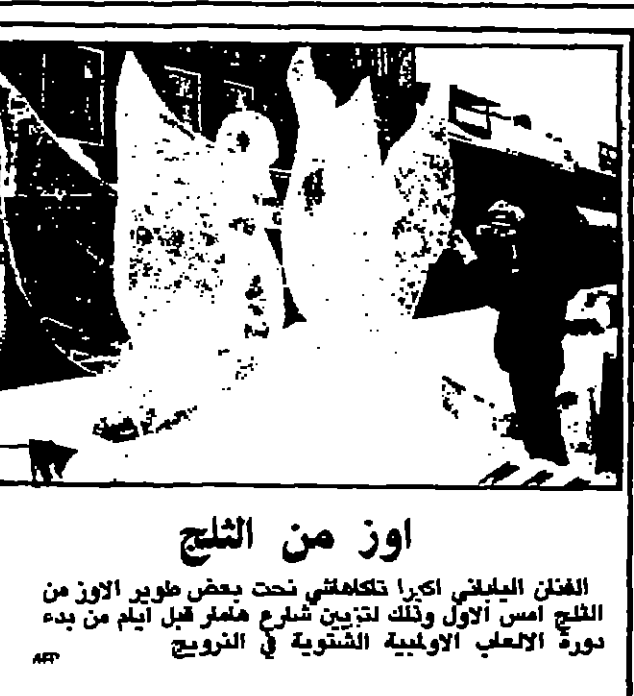 اوز من الثلج
الفنان الياباني اكيرا تاكاهاشي نحت بعض طيور الاوز من
الثلج امس الاول وذلك لتزيين شارع هامار قبل ايام من بدء
دورة الالعاب الاولمبية الشتوية في النرويج
AFP